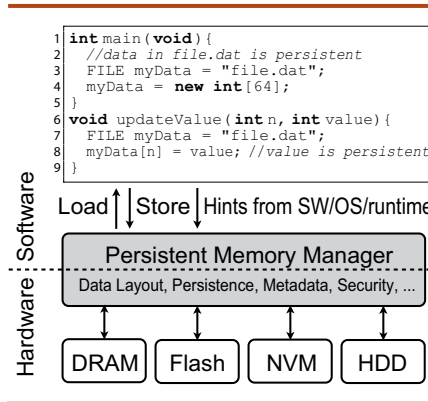 1 int main(void){
2 //data in file.dat is persistent
3 FILE myData = "file.dat";
4 myData = new int[64];
5 }
6 void updateValue(int n, int value){
7 FILE myData = "file.dat";
8 myData[n] = value; //value is persistent
9 }
Software
Load Store Hints from SW/OS/runtime
Persistent Memory Manager
Hardware
Data Layout, Persistence, Metadata, Security, ...
DRAM Flash NVM HDD